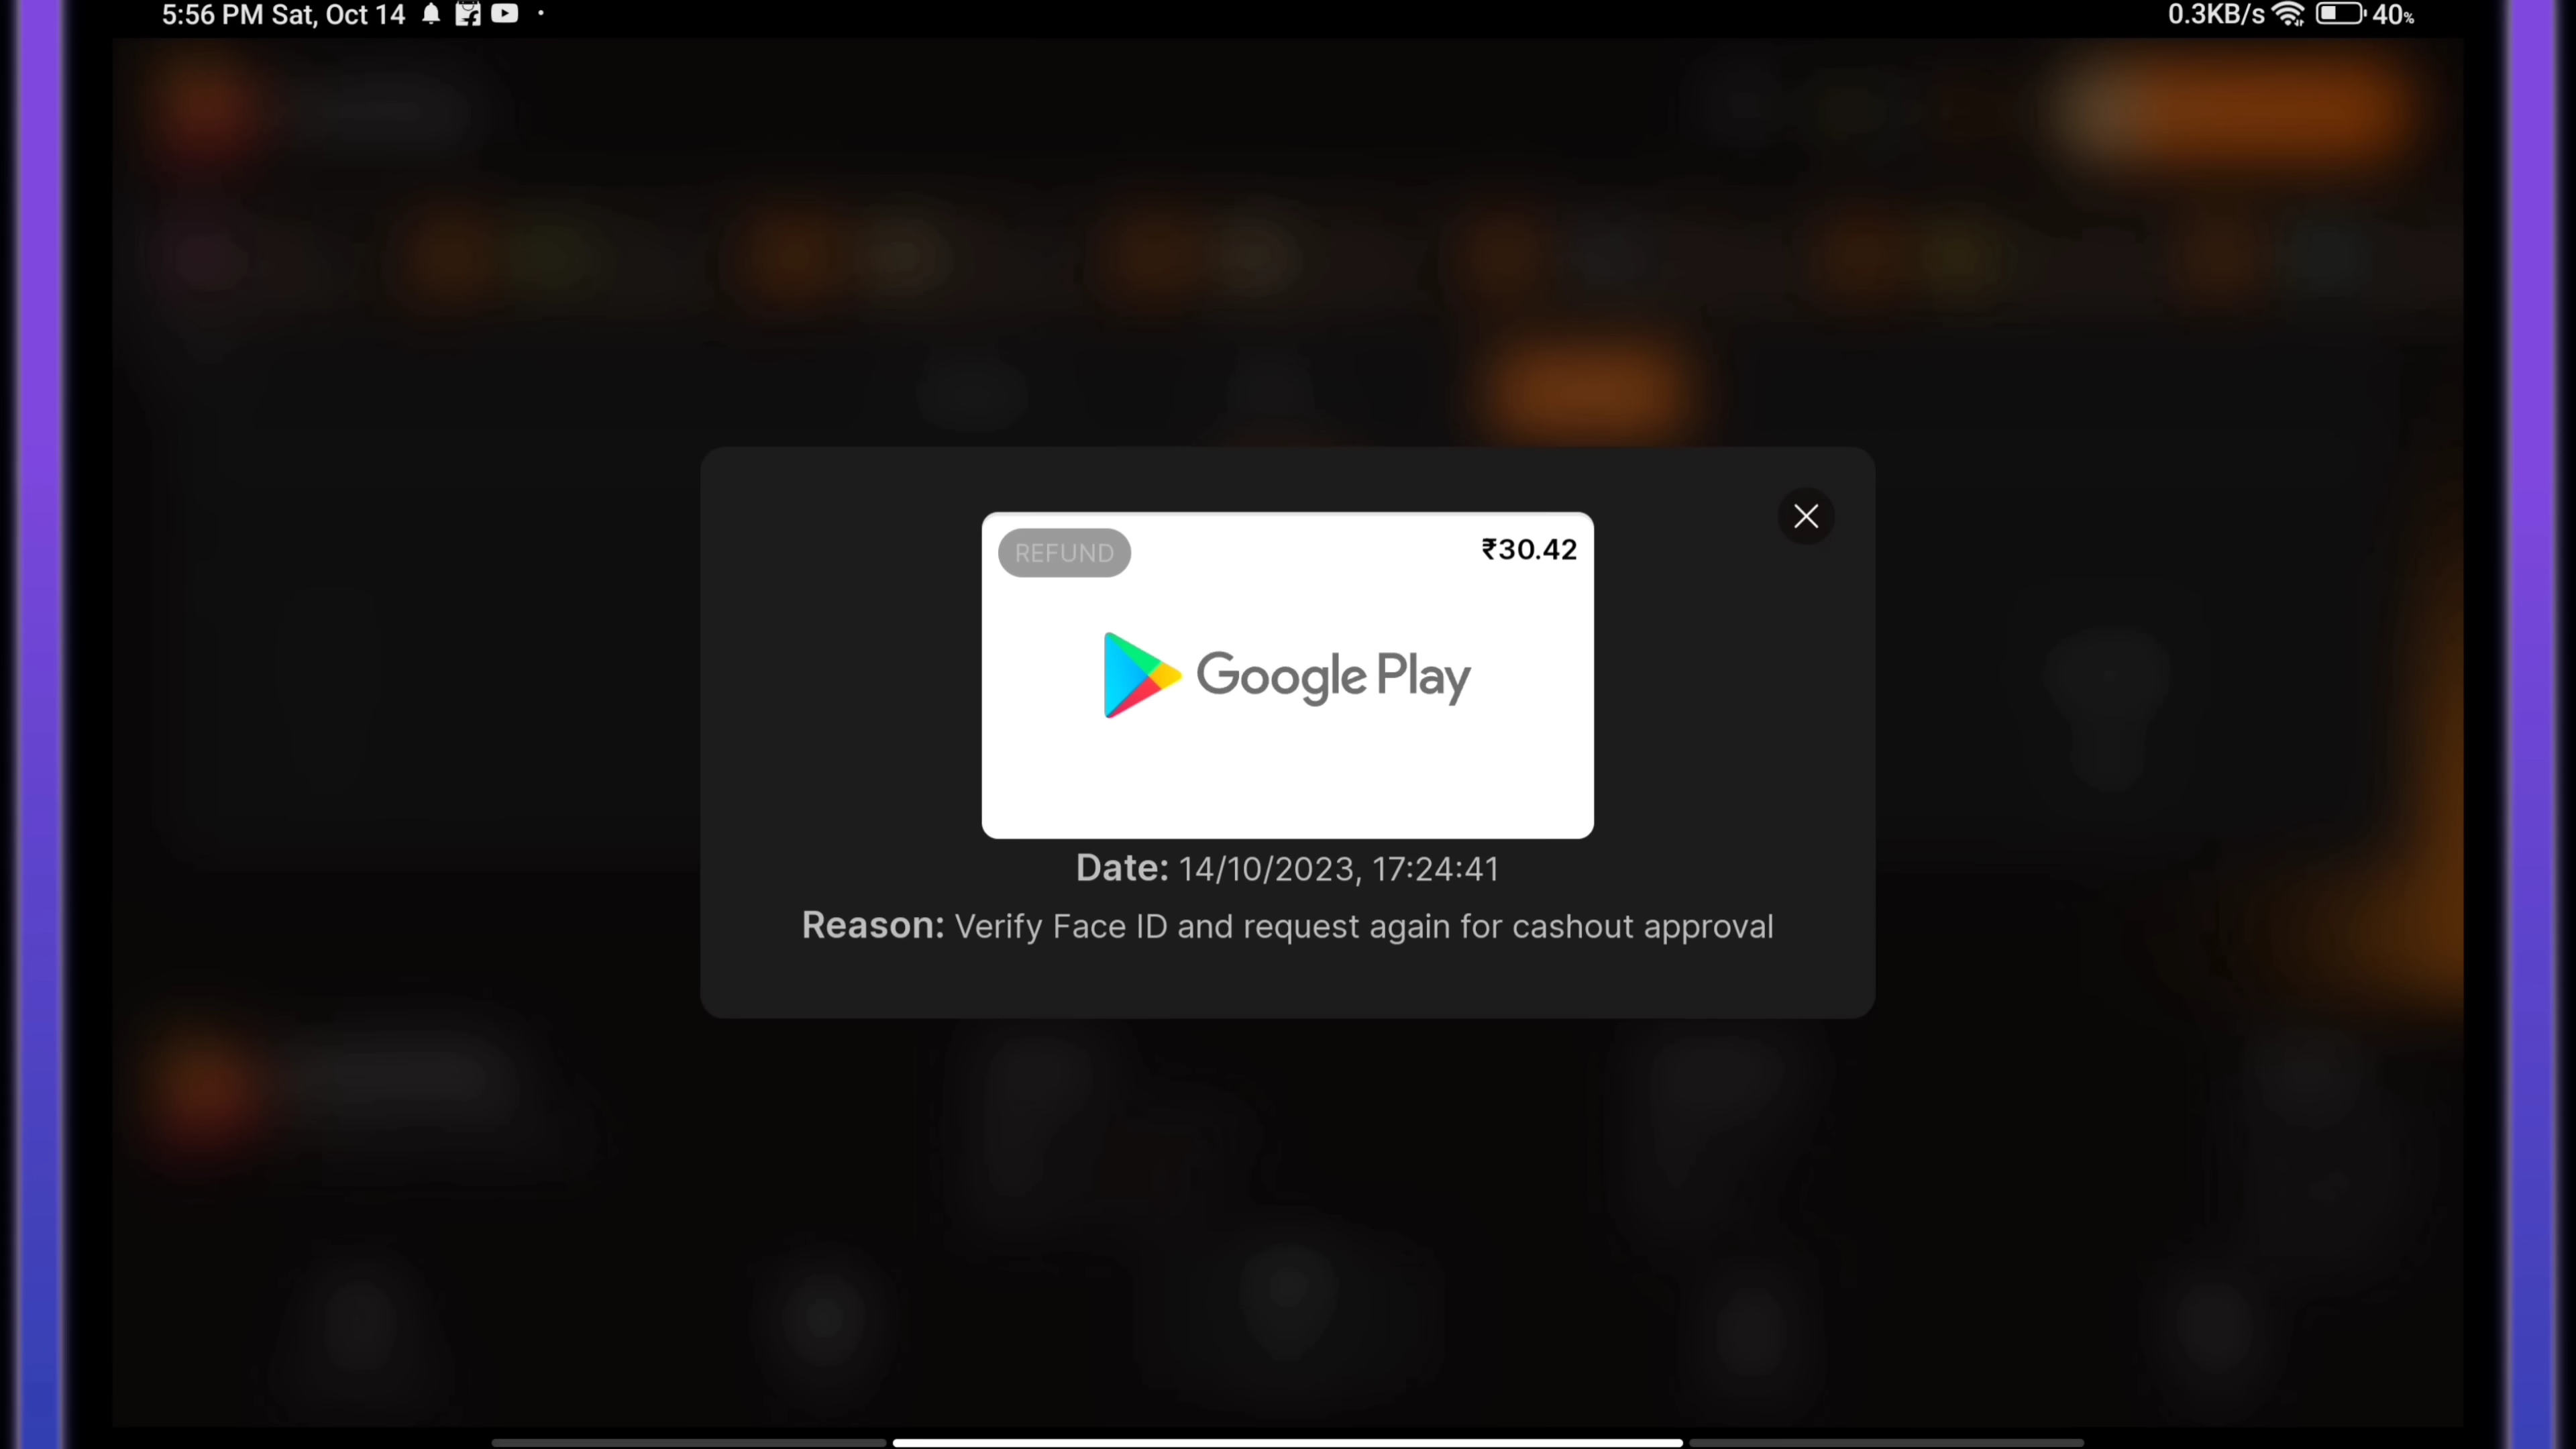 5:56 PM Sat, Oct 14
0.3KB/s 40%
REFUND
₹30.42
Google Play
Date: 14/10/2023, 17:24:41
Reason: Verify Face ID and request again for cashout approval